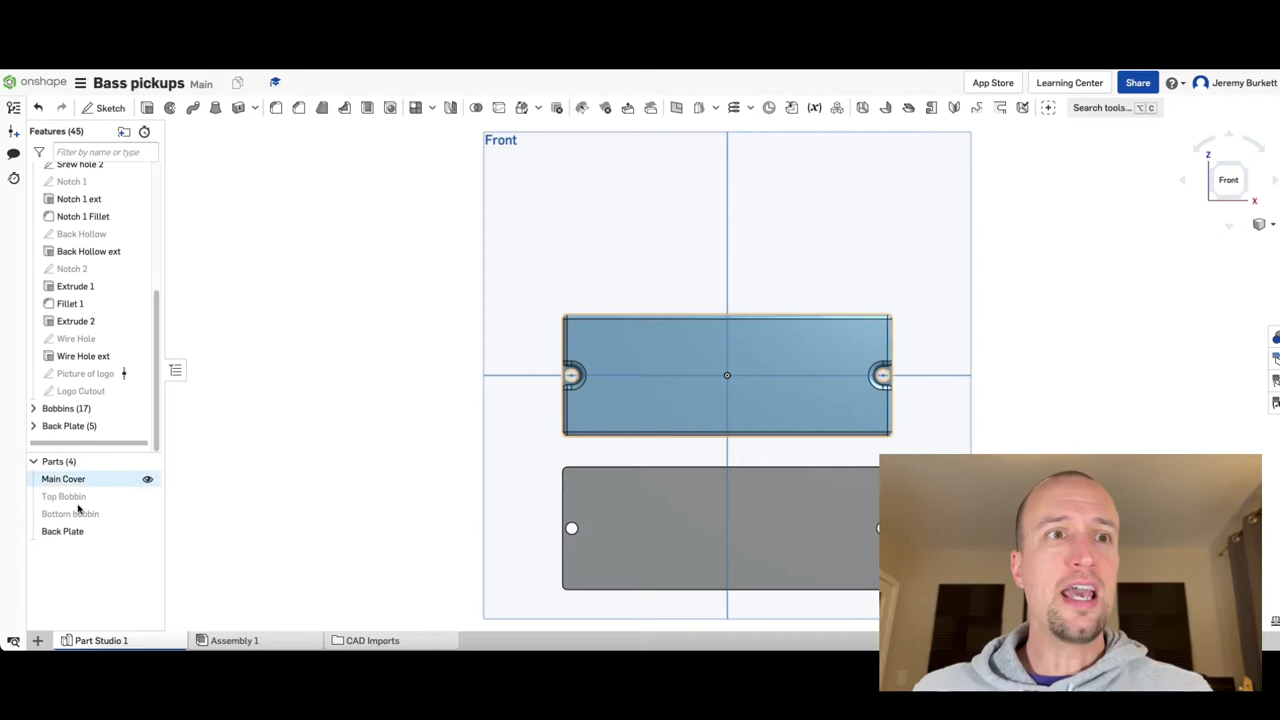 onshape
Bass pickups Main
App Store
Learning Center
Share
Jeremy Burkett
Sketch
Search tools... ⌥ C
Features (45)
Filter by name or type
Srew hole 2
Notch 1
Notch 1 ext
Notch 1 Fillet
Back Hollow
Back Hollow ext
Notch 2
Extrude 1
Fillet 1
Extrude 2
Wire Hole
Wire Hole ext
Picture of logo
Logo Cutout
Bobbins (17)
Back Plate (5)
Parts (4)
Main Cover
Top Bobbin
Bottom bobbin
Back Plate
Front
Z
Front
X
Part Studio 1
Assembly 1
CAD Imports